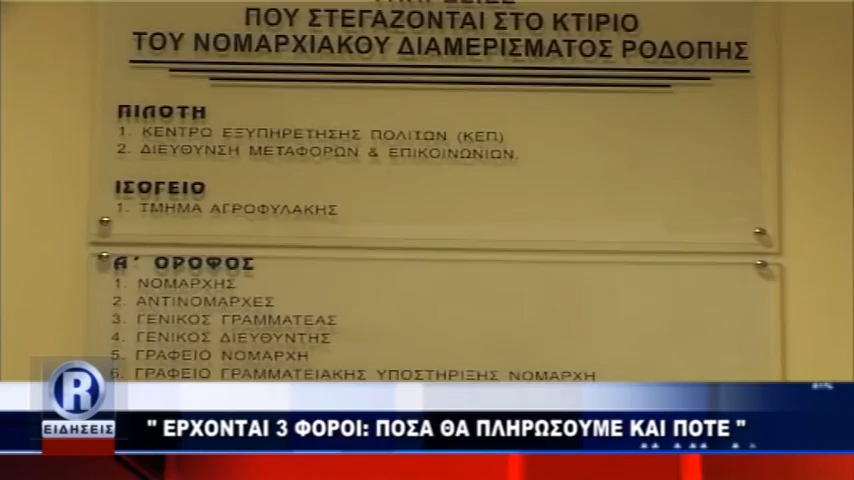 ΠΟΥ ΣΤΕΓΑΖΟΝΤΑΙ ΣΤΟ ΚΤΙΡΙΟ
ΤΟΥ ΝΟΜΑΡΧΙΑΚΟΥ ΔΙΑΜΕΡΙΣΜΑΤΟΣ ΡΟΔΟΠΗΣ
ΠΙΛΟΤΗ
1. ΚΕΝΤΡΟ ΕΞΥΠΗΡΕΤΗΣΗΣ ΠΟΛΙΤΩΝ (ΚΕΠ)
2. ΔΙΕΥΘΥΝΣΗ ΜΕΤΑΦΟΡΩΝ & ΕΠΙΚΟΙΝΩΝΙΩΝ.
ΙΣΟΓΕΙΟ
1. ΤΜΗΜΑ ΑΓΡΟΦΥΛΑΚΗΣ
Α΄ ΟΡΟΦΟΣ
1. ΝΟΜΑΡΧΗΣ
2. ΑΝΤΙΝΟΜΑΡΧΕΣ
3. ΓΕΝΙΚΟΣ ΓΡΑΜΜΑΤΕΑΣ
4. ΓΕΝΙΚΟΣ ΔΙΕΥΘΥΝΤΗΣ
5. ΓΡΑΦΕΙΟ ΝΟΜΑΡΧΗ
6. ΓΡΑΦΕΙΟ ΓΡΑΜΜΑΤΕΙΑΚΗΣ ΥΠΟΣΤΗΡΙΞΗΣ ΝΟΜΑΡΧΗ
R
ΕΙΔΗΣΕΙΣ
" ΕΡΧΟΝΤΑΙ 3 ΦΟΡΟΙ: ΠΟΣΑ ΘΑ ΠΛΗΡΩΣΟΥΜΕ ΚΑΙ ΠΟΤΕ "